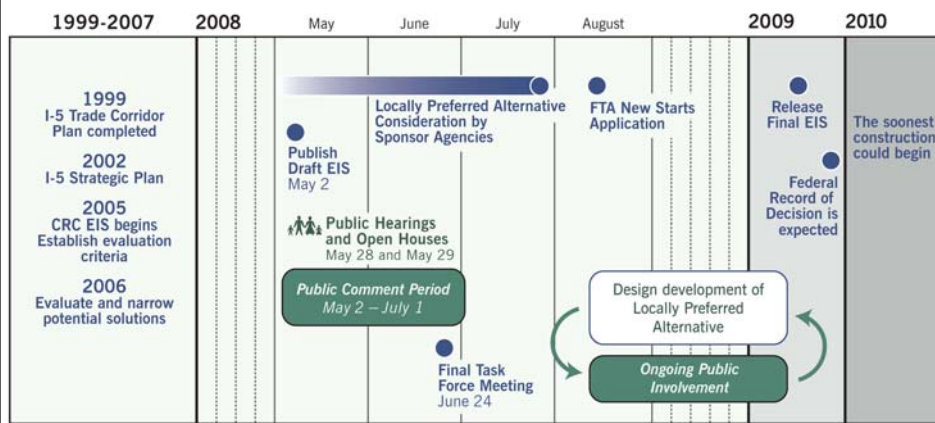 1999-2007
2008
May
June
July
August
2009
2010
1999
I-5 Trade Corridor
Plan completed
2002
I-5 Strategic Plan
2005
CRC EIS begins
Establish evaluation
criteria
2006
Evaluate and narrow
potential solutions
Locally Preferred Alternative
Consideration by
Sponsor Agencies
Publish
Draft EIS
May 2
Public Hearings
and Open Houses
May 28 and May 29
Public Comment Period
May 2 – July 1
Final Task
Force Meeting
June 24
FTA New Starts
Application
Design development of
Locally Preferred
Alternative
Ongoing Public
Involvement
Release
Final EIS
Federal
Record of
Decision is
expected
The soonest
construction
could begin